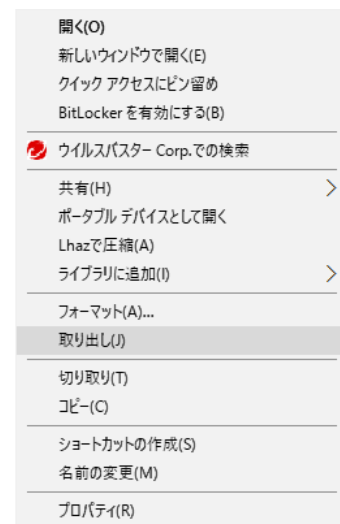 開く(O)
新しいウィンドウで開く(E)
クイック アクセスにピン留め
BitLocker を有効にする(B)
ウイルスバスター Corp.での検索
共有(H)
ポータブル デバイスとして開く
Lhazで圧縮(A)
ライブラリに追加(I)
フォーマット(A)...
取り出し(J)
切り取り(T)
コピー(C)
ショートカットの作成(S)
名前の変更(M)
プロパティ(R)